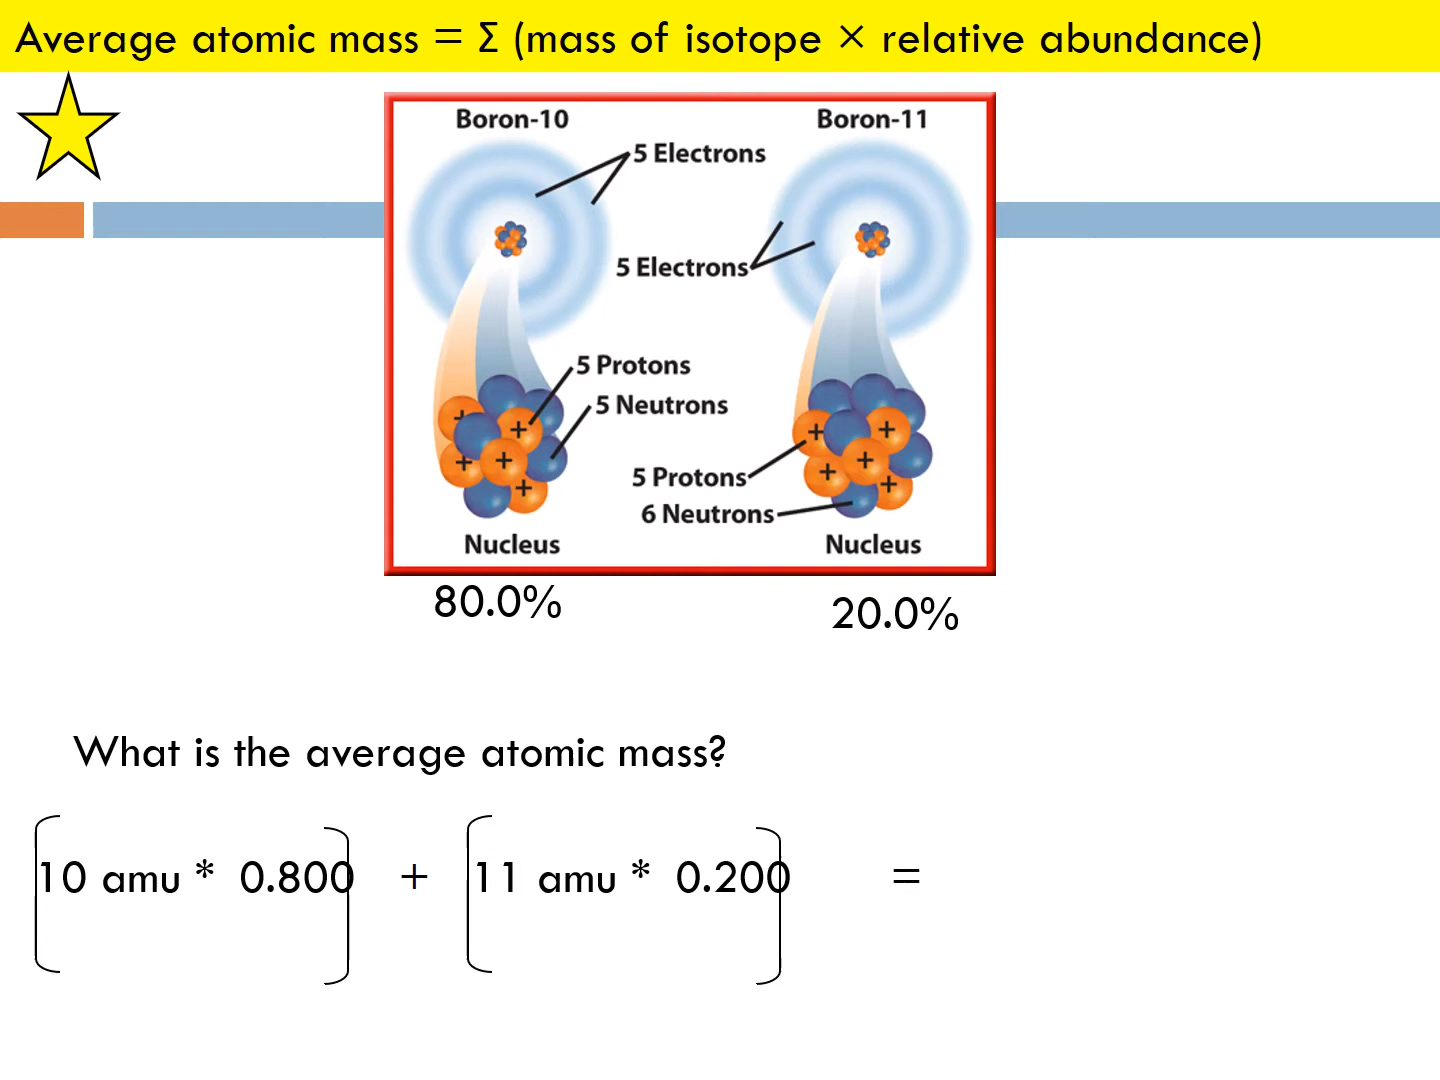 Average atomic mass = Σ (mass of isotope × relative abundance)
Boron-10
Boron-11
5 Electrons
5 Electrons
5 Protons
5 Neutrons
+
+
+
+
+
+
+
+
+
+
5 Protons
6 Neutrons
Nucleus
Nucleus
80.0%
20.0%
What is the average atomic mass?
10 amu * 0.800 + 11 amu * 0.200 =